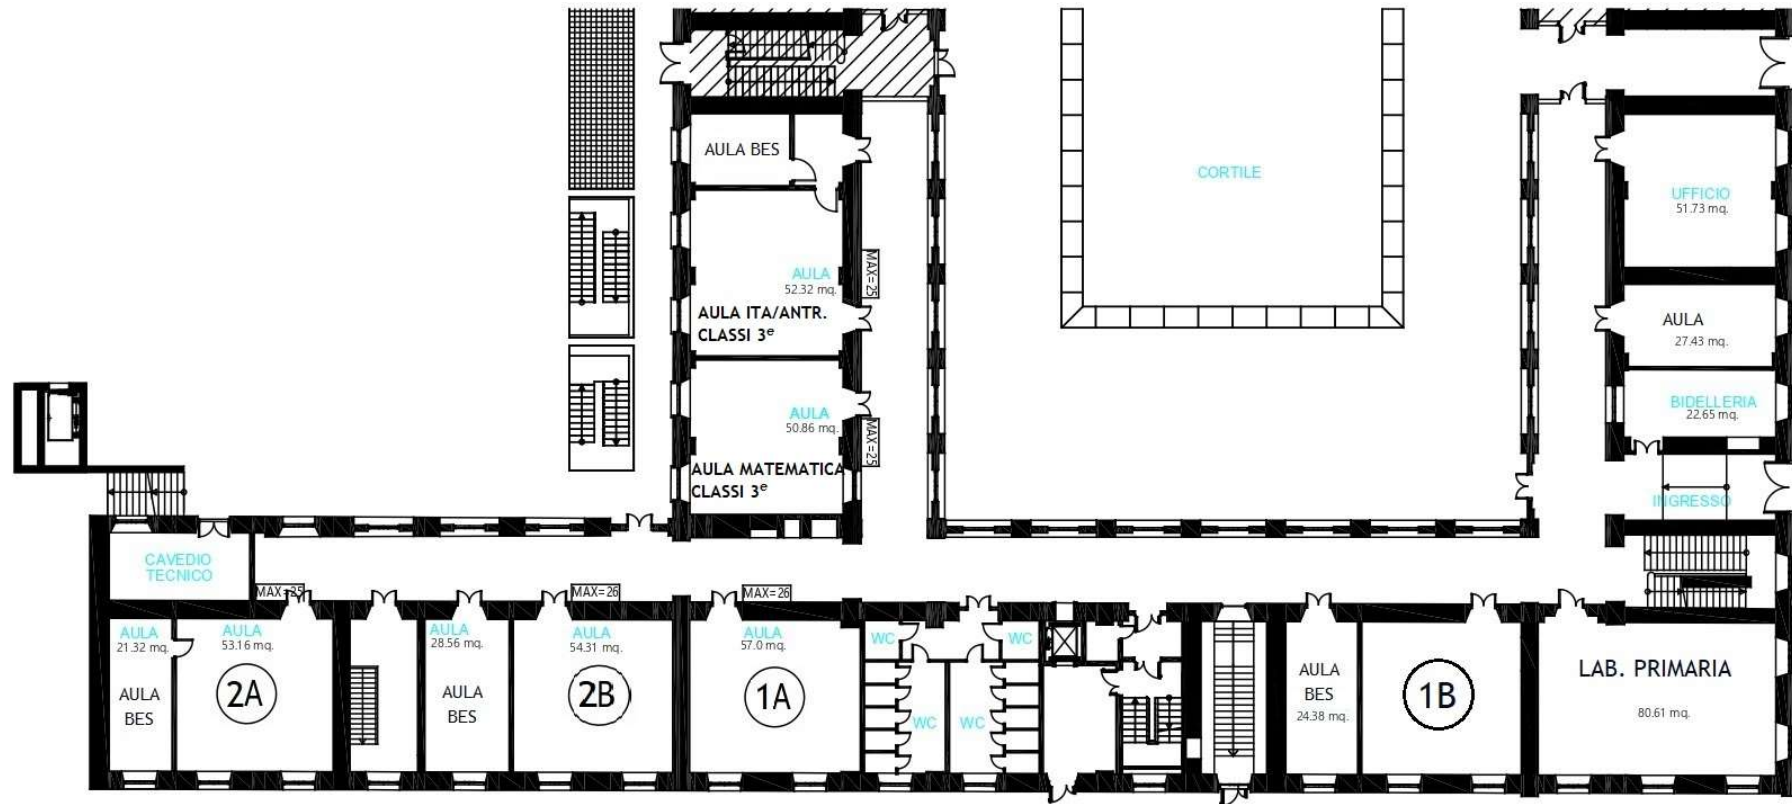 AULA BES
CORTILE
UFFICIO
51.73 mq.
AULA
52.32 mq.
MAX=25
AULA ITA/ANTR.
CLASSI 3ᵉ
AULA
27.43 mq.
AULA
50.86 mq.
MAX=25
BIDELLERIA
22.65 mq.
AULA MATEMATICA
CLASSI 3ᵉ
INGRESSO
CAVEDIO
TECNICO
MAX=25
MAX=26
MAX=26
AULA
21.32 mq.
AULA
BES
AULA
53.16 mq.
2A
AULA
28.56 mq.
AULA
BES
AULA
54.31 mq.
2B
AULA
57.0 mq.
1A
WC
WC
WC
WC
AULA
BES
24.38 mq.
1B
LAB. PRIMARIA
80.61 mq.